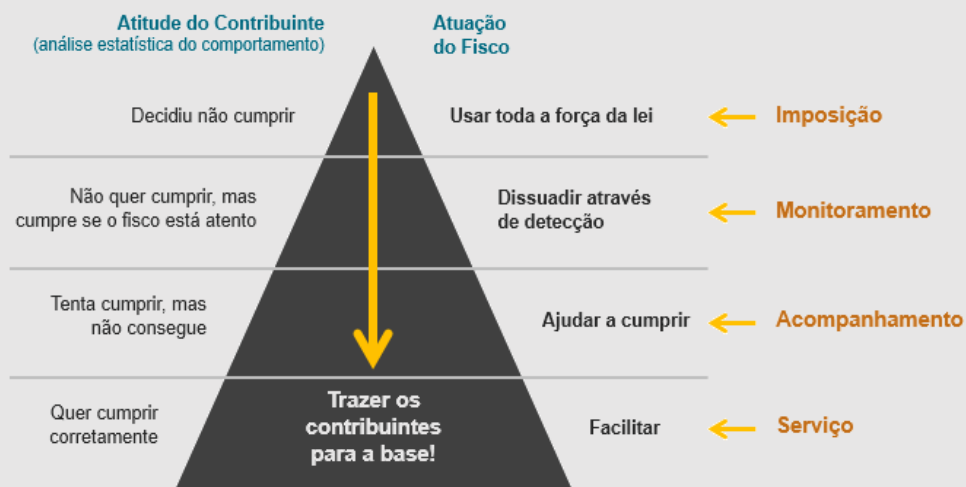 Atitude do Contribuinte
(análise estatística do comportamento)
Atuação
do Fisco
Decidiu não cumprir
Usar toda a força da lei
Imposição
Não quer cumprir, mas
cumpre se o fisco está atento
Dissuadir através
de detecção
Monitoramento
Tenta cumprir, mas
não consegue
Ajudar a cumprir
Acompanhamento
Quer cumprir
corretamente
Trazer os
contribuintes
para a base!
Facilitar
Serviço